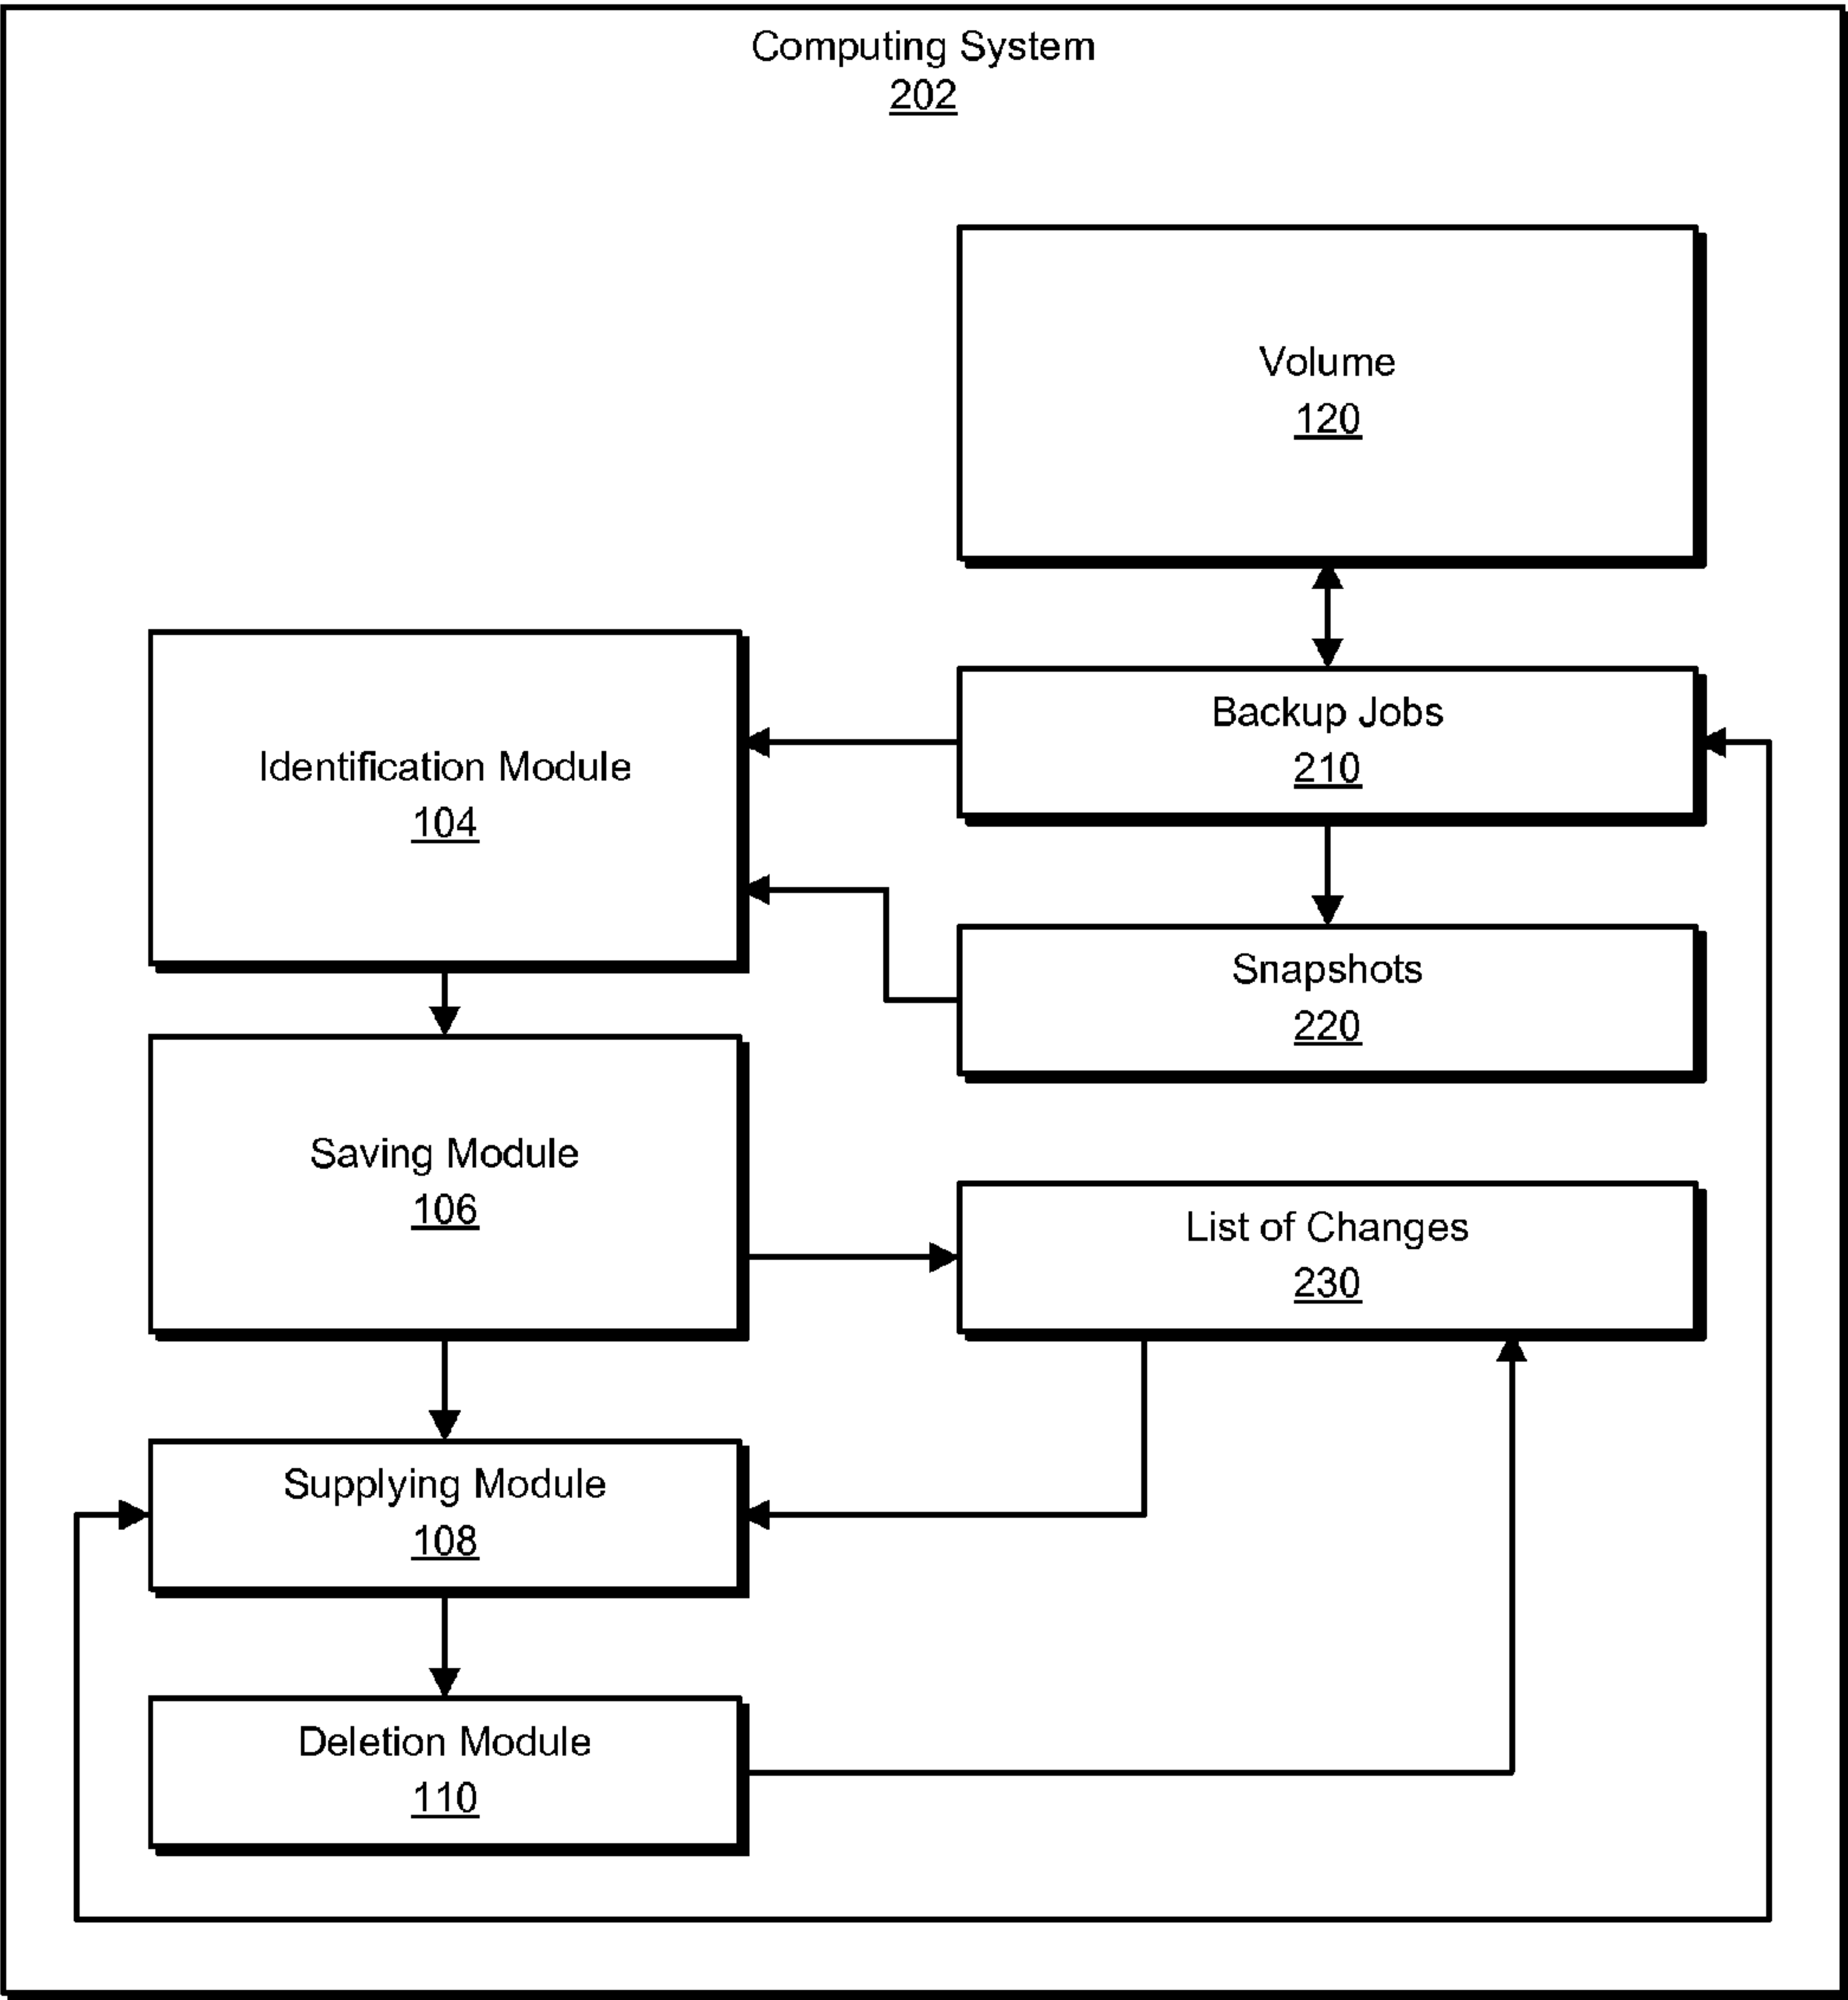 Computing System
202
Volume
120
Identification Module
104
Backup Jobs
210
Snapshots
220
Saving Module
106
List of Changes
230
Supplying Module
108
Deletion Module
110